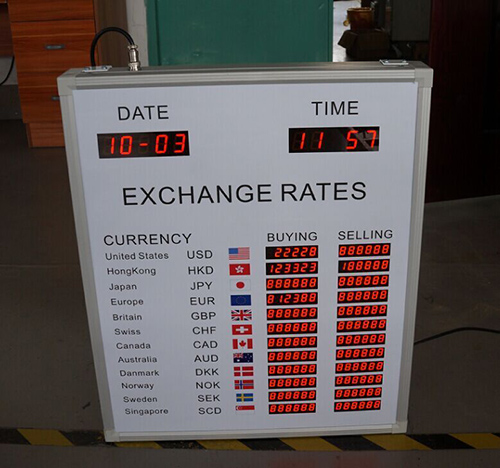 DATE TIME
10-03 11 57
EXCHANGE RATES
CURRENCY BUYING SELLING
United States USD 22228 888888
HongKong HKD 123323 188888
Japan JPY 888888 888888
Europe EUR 812388 888888
Britain GBP 888888 888888
Swiss CHF 888888 888888
Canada CAD 888888 888888
Australia AUD 888888 888888
Danmark DKK 888888 888888
Norway NOK 888888 888888
Sweden SEK 888888 888888
Singapore SCD 888888 888888